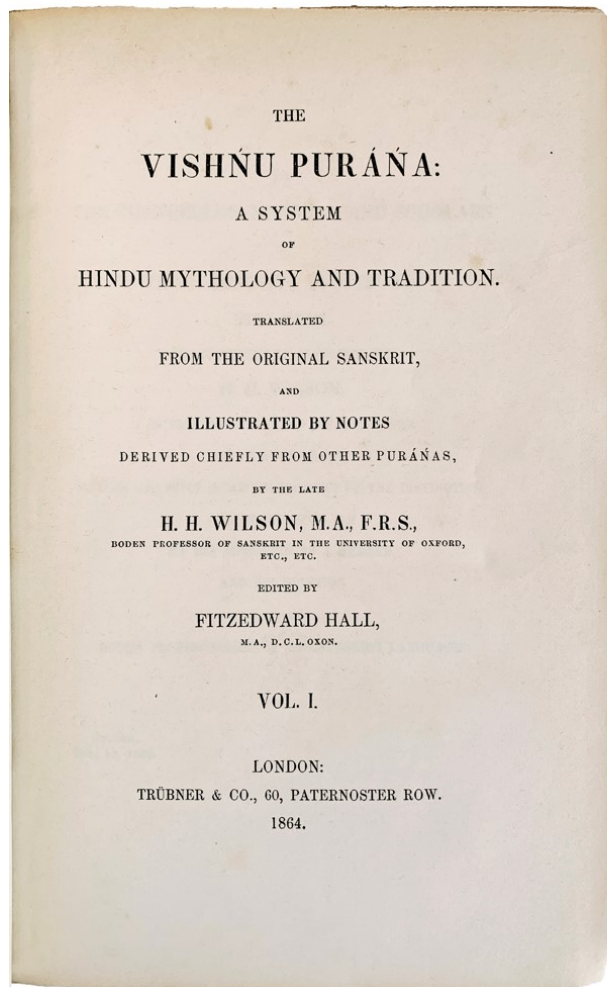 THE
VISHŃU PURÁŃA:
A SYSTEM
OF
HINDU MYTHOLOGY AND TRADITION.
TRANSLATED
FROM THE ORIGINAL SANSKRIT,
AND
ILLUSTRATED BY NOTES
DERIVED CHIEFLY FROM OTHER PURÁŃAS,
BY THE LATE
H. H. WILSON, M.A., F.R.S.,
BODEN PROFESSOR OF SANSKRIT IN THE UNIVERSITY OF OXFORD,
ETC., ETC.
EDITED BY
FITZEDWARD HALL,
M.A., D.C.L. OXON.
VOL. I.
LONDON:
TRÜBNER & CO., 60, PATERNOSTER ROW.
1864.